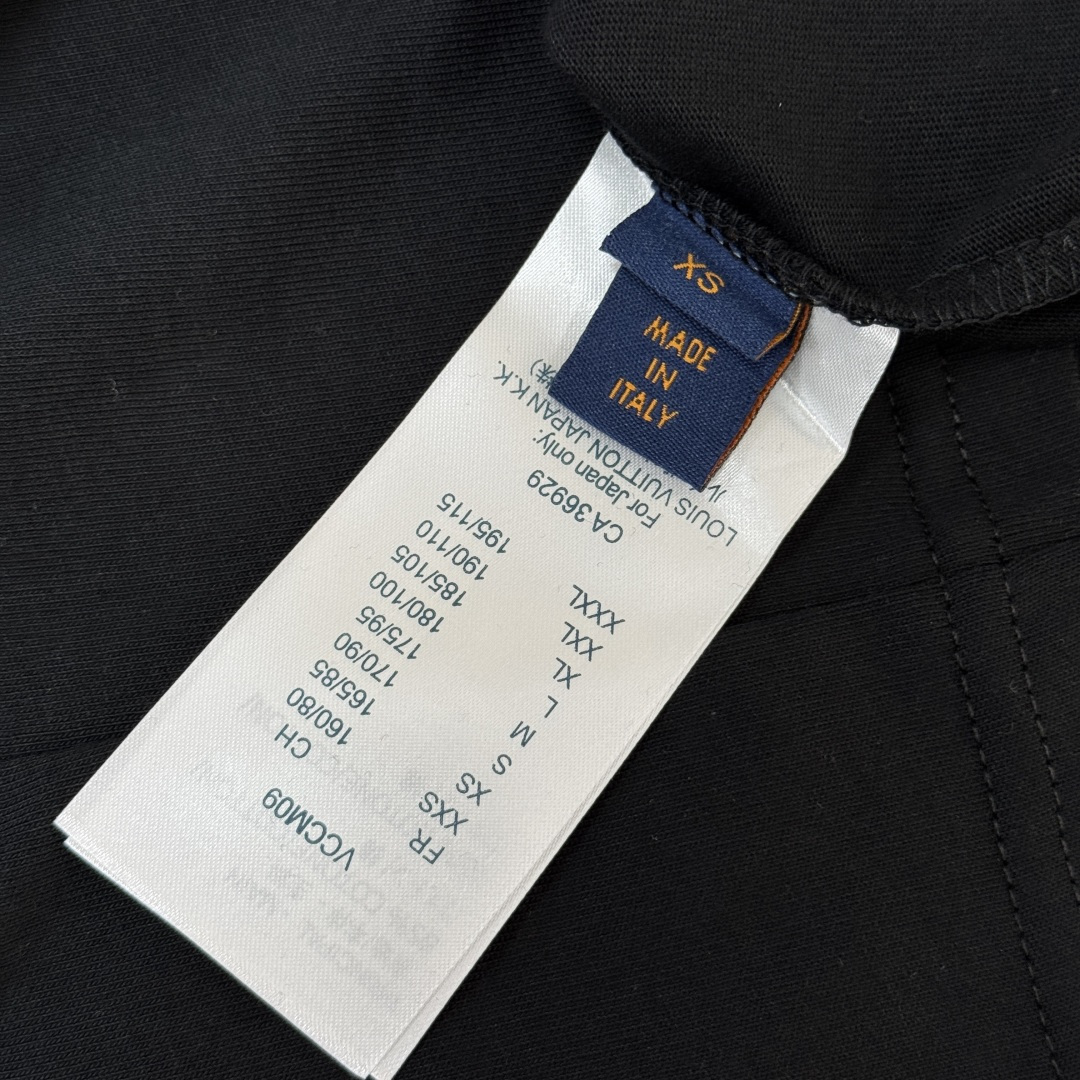 XS
MADE
IN
ITALY
VCCM09
FR CH
XXS 160/80
XS 165/85
S 170/90
M 175/95
L 180/100
XL 185/105
XXL 190/110
XXXL 195/115
CA 36929
For Japan only:
LOUIS VUITTON JAPAN K.K.